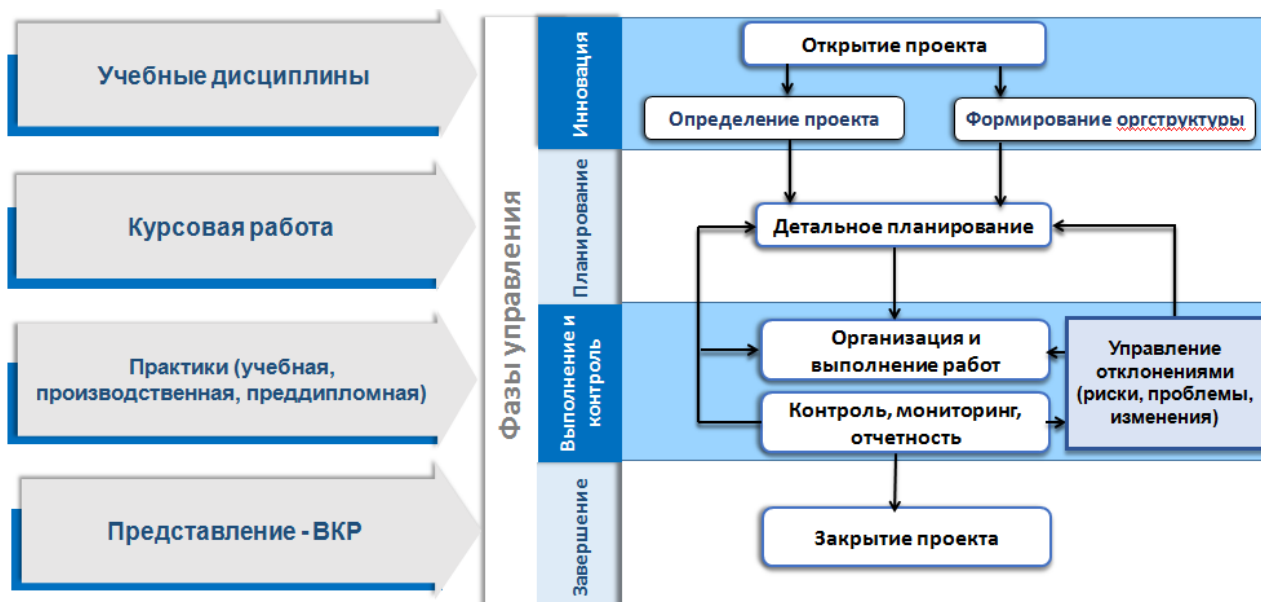 Учебные дисциплины
Курсовая работа
Практики (учебная,
производственная, преддипломная)
Представление - ВКР
Фазы управления
Инновация
Планирование
Выполнение и
контроль
Завершение
Открытие проекта
Определение проекта
Формирование оргструктуры
Детальное планирование
Организация и
выполнение работ
Контроль, мониторинг,
отчетность
Управление
отклонениями
(риски, проблемы,
изменения)
Закрытие проекта